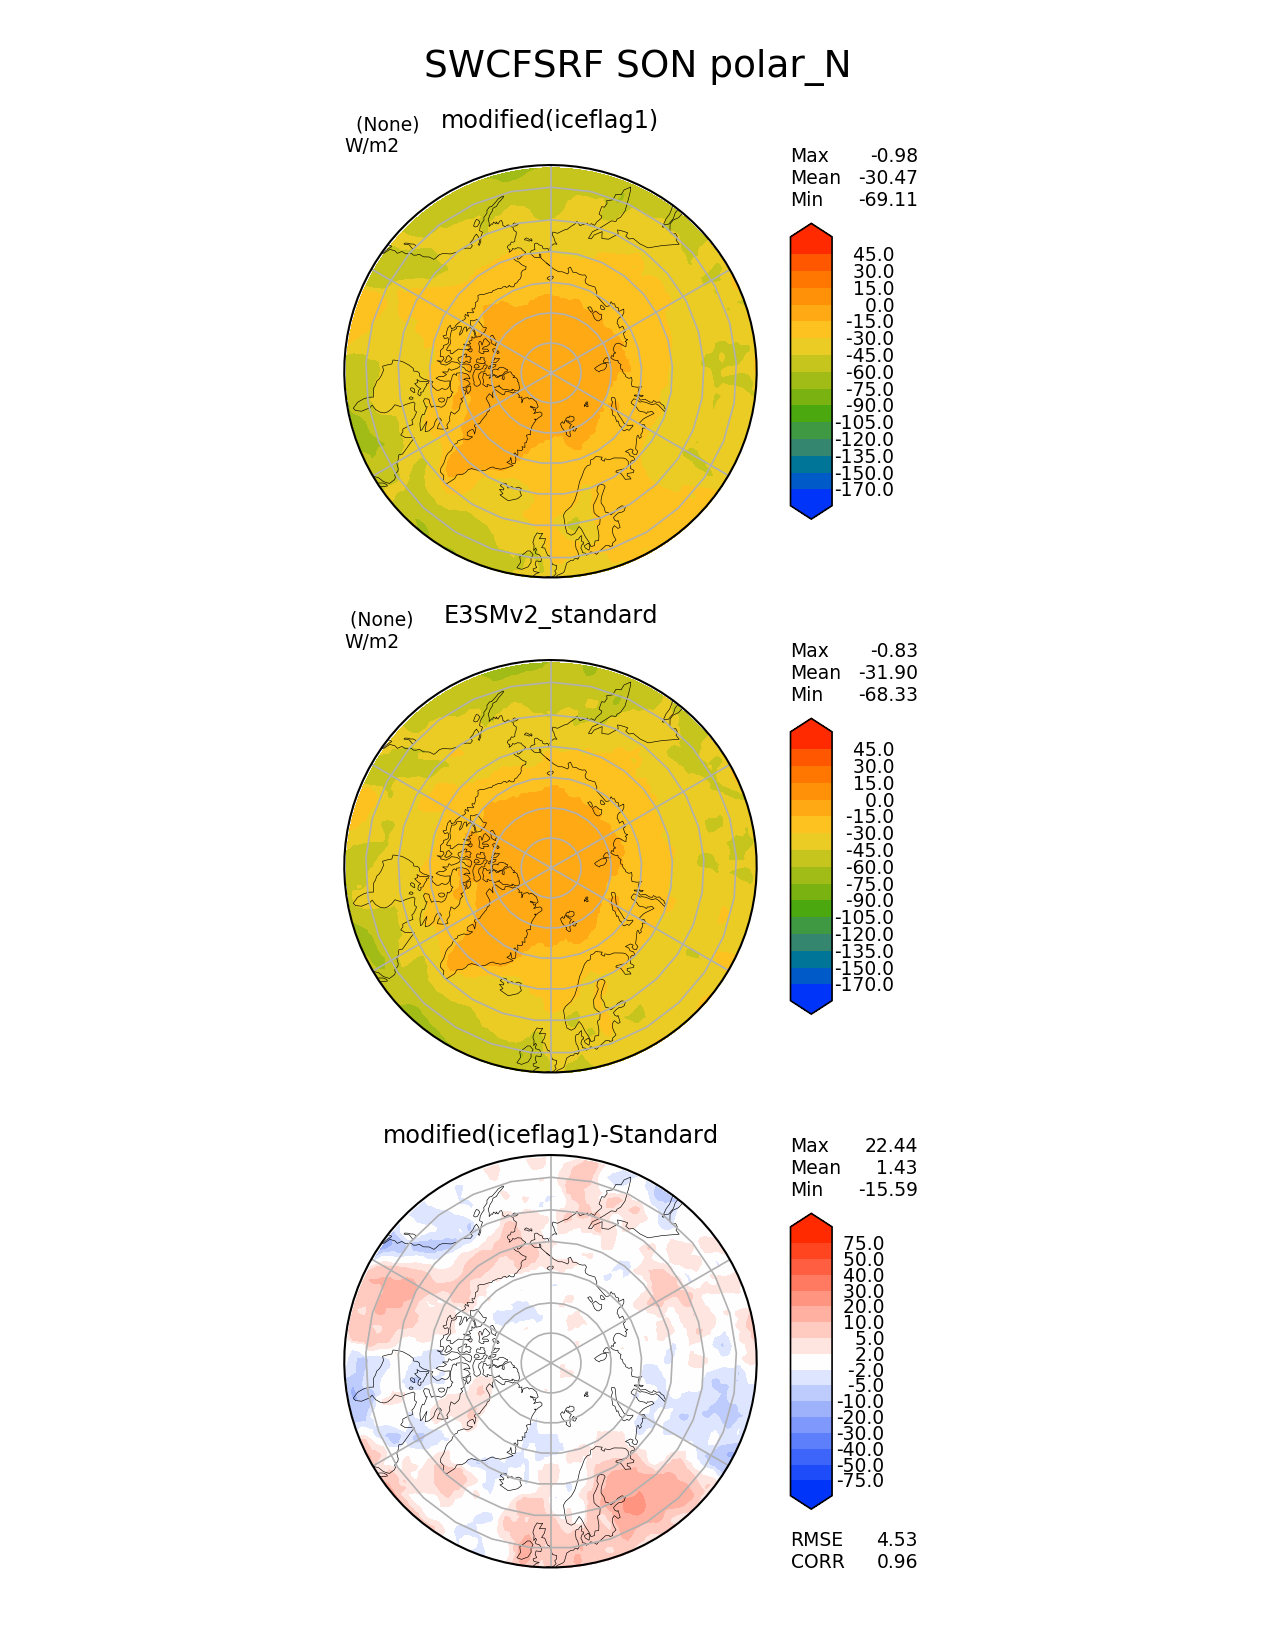 SWCFSRF SON polar_N
(None) modified(iceflag1)
W/m2
Max -0.98
Mean -30.47
Min -69.11
45.0
30.0
15.0
0.0
-15.0
-30.0
-45.0
-60.0
-75.0
-90.0
-105.0
-120.0
-135.0
-150.0
-170.0
(None) E3SMv2_standard
W/m2
Max -0.83
Mean -31.90
Min -68.33
45.0
30.0
15.0
0.0
-15.0
-30.0
-45.0
-60.0
-75.0
-90.0
-105.0
-120.0
-135.0
-150.0
-170.0
modified(iceflag1)-Standard
Max 22.44
Mean 1.43
Min -15.59
75.0
50.0
40.0
30.0
20.0
10.0
5.0
2.0
-2.0
-5.0
-10.0
-20.0
-30.0
-40.0
-50.0
-75.0
RMSE 4.53
CORR 0.96